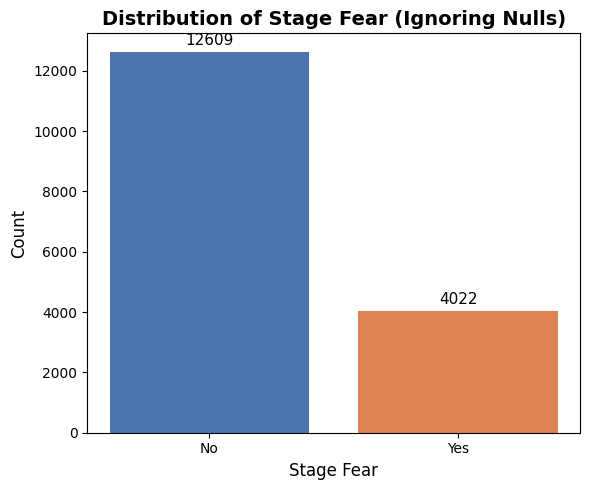 Distribution of Stage Fear (Ignoring Nulls)
12609
12000
10000
8000
6000
4022
4000
2000
0
Count
No
Yes
Stage Fear